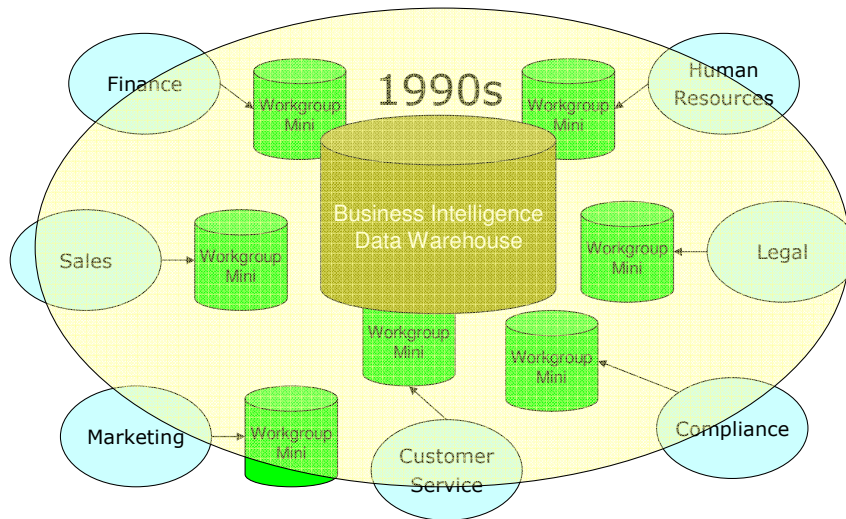 Finance
Workgroup
Mini
1990s
Workgroup
Mini
Human
Resources
Business Intelligence
Data Warehouse
Sales
Workgroup
Mini
Workgroup
Mini
Legal
Workgroup
Mini
Workgroup
Mini
Marketing
Workgroup
Mini
Customer
Service
Compliance